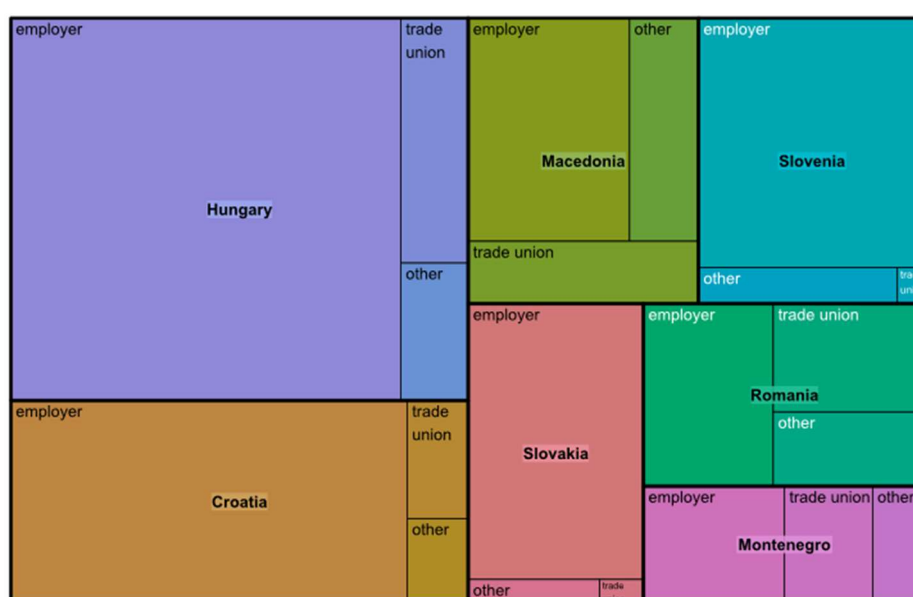 employer
trade
union
Hungary
other
employer
trade
union
Croatia
other
employer
other
Macedonia
trade union
employer
Slovenia
other
employer
Slovakia
other
trade
employer
trade union
Romania
other
employer
trade union
other
Montenegro